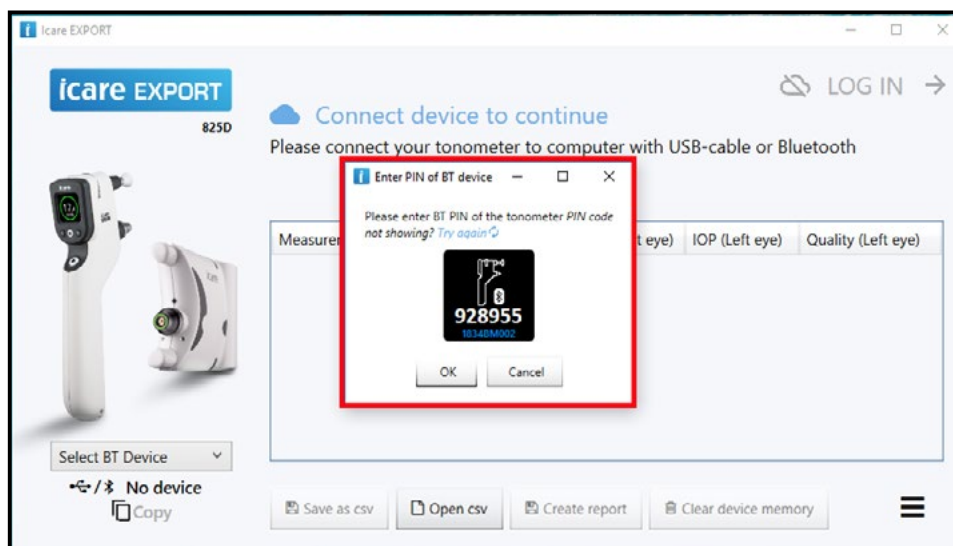 Icare EXPORT
icare EXPORT
825D
LOG IN
Connect device to continue
Please connect your tonometer to computer with USB-cable or Bluetooth
Enter PIN of BT device
Please enter BT PIN of the tonometer PIN code
not showing? Try again
928955
1834BM002
OK Cancel
Measurer t eye) IOP (Left eye) Quality (Left eye)
Select BT Device
/ No device
Copy
Save as csv Open csv Create report Clear device memory